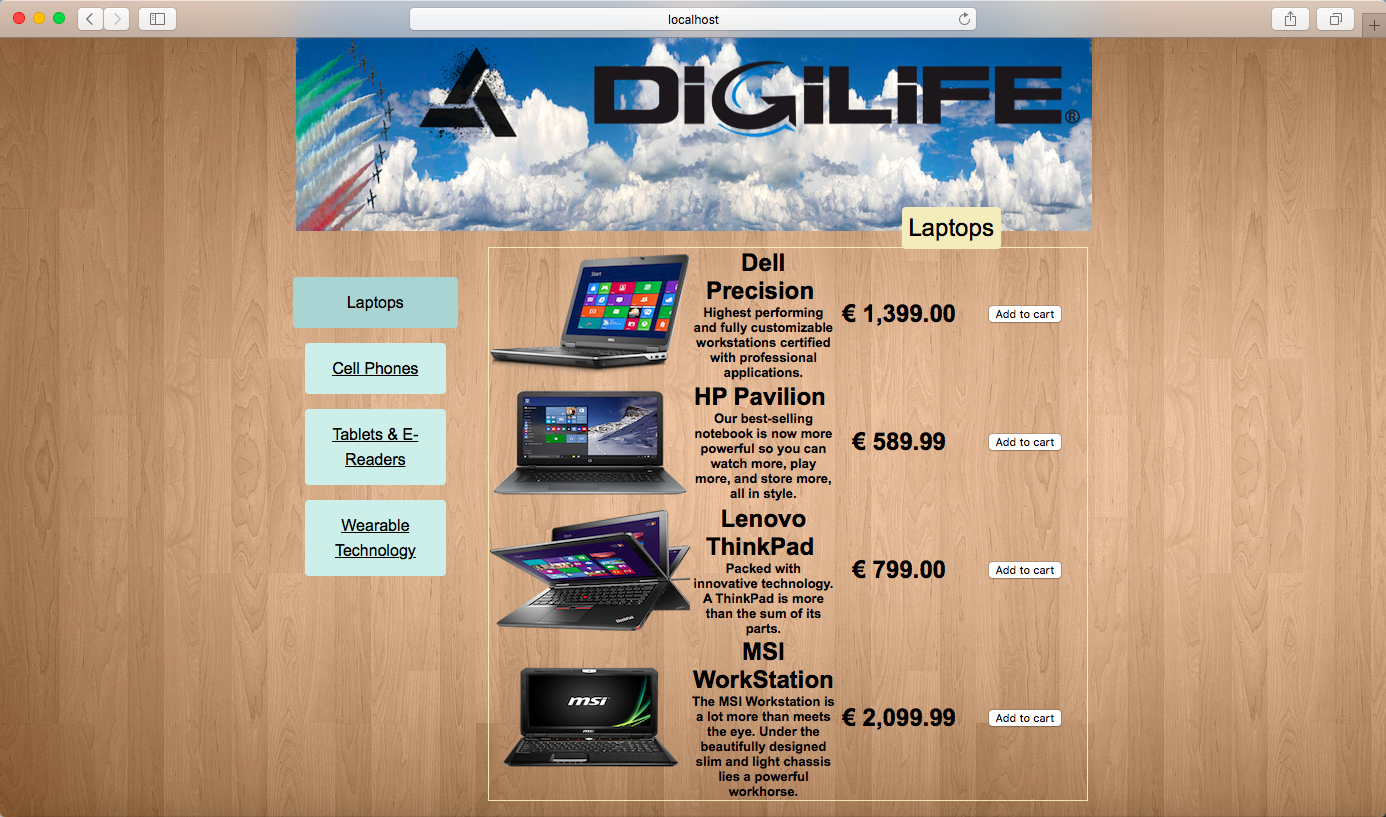 localhost
DiGiLiFE®
Laptops
Laptops
Cell Phones
Tablets & E-
Readers
Wearable
Technology
Dell
Precision
Highest performing
and fully customizable
workstations certified
with professional
applications.
€ 1,399.00
Add to cart
HP Pavilion
Our best-selling
notebook is now more
powerful so you can
watch more, play
more, and store more,
all in style.
€ 589.99
Add to cart
Lenovo
ThinkPad
Packed with
innovative technology.
A ThinkPad is more
than the sum of its
parts.
€ 799.00
Add to cart
MSI
WorkStation
The MSI Workstation is
a lot more than meets
the eye. Under the
beautifully designed
slim and light chassis
lies a powerful
workhorse.
€ 2,099.99
Add to cart
Start
DELL
ThinkPad
msi
msi